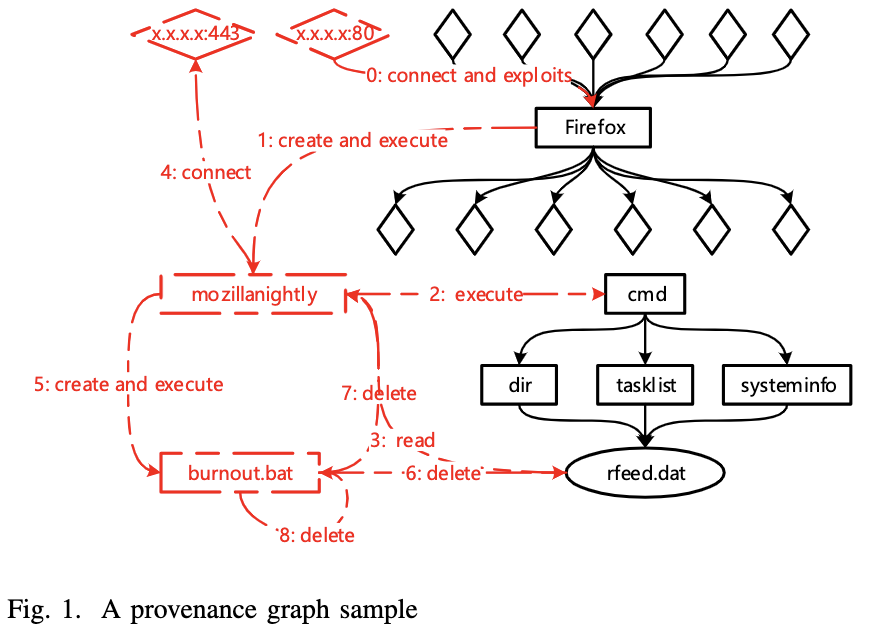 x.x.x.x:443
x.x.x.x:80
0: connect and exploits
Firefox
1: create and execute
4: connect
mozillanightly
2: execute
cmd
5: create and execute
dir
tasklist
systeminfo
7: delete
3: read
burnout.bat
6: delete
rfeed.dat
8: delete
Fig. 1. A provenance graph sample